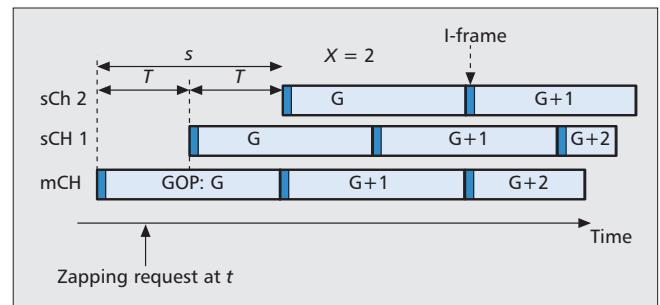 s
X = 2
I-frame
T T
sCh 2 G G+1
sCH 1 G G+1 G+2
mCH GOP: G G+1 G+2
Time
Zapping request at t